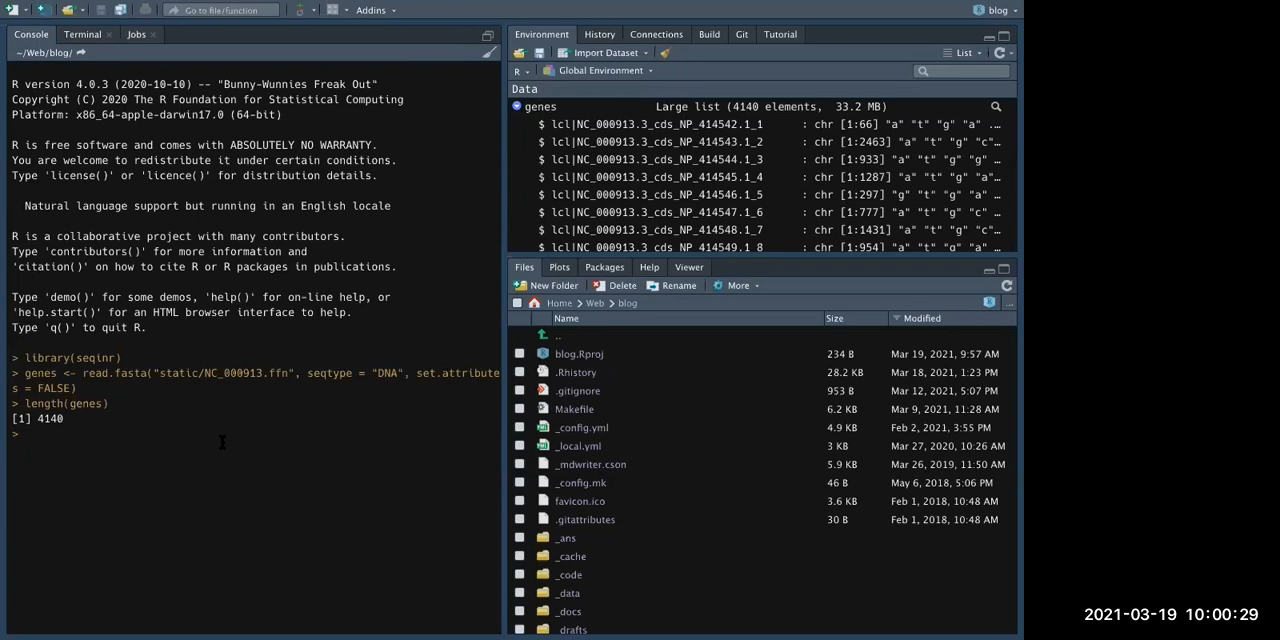 Go to file/function
Addins
blog
Console Terminal Jobs
~/Web/blog/
R version 4.0.3 (2020-10-10) -- "Bunny-Wunnies Freak Out"
Copyright (C) 2020 The R Foundation for Statistical Computing
Platform: x86_64-apple-darwin17.0 (64-bit)
R is free software and comes with ABSOLUTELY NO WARRANTY.
You are welcome to redistribute it under certain conditions.
Type 'license()' or 'licence()' for distribution details.
Natural language support but running in an English locale
R is a collaborative project with many contributors.
Type 'contributors()' for more information and
'citation()' on how to cite R or R packages in publications.
Type 'demo()' for some demos, 'help()' for on-line help, or
'help.start()' for an HTML browser interface to help.
Type 'q()' to quit R.
> library(seqinr)
> genes <- read.fasta("static/NC_000913.ffn", seqtype = "DNA", set.attribute
s = FALSE)
> length(genes)
[1] 4140
>
Environment History Connections Build Git Tutorial
Import Dataset List
R Global Environment
Data
genes Large list (4140 elements, 33.2 MB)
$ lcl|NC_000913.3_cds_NP_414542.1_1 : chr [1:66] "a" "t" "g" "a" ...
$ lcl|NC_000913.3_cds_NP_414543.1_2 : chr [1:2463] "a" "t" "g" "c"…
$ lcl|NC_000913.3_cds_NP_414544.1_3 : chr [1:933] "a" "t" "g" "g" …
$ lcl|NC_000913.3_cds_NP_414545.1_4 : chr [1:1287] "a" "t" "g" "a"…
$ lcl|NC_000913.3_cds_NP_414546.1_5 : chr [1:297] "g" "t" "g" "a" …
$ lcl|NC_000913.3_cds_NP_414547.1_6 : chr [1:777] "a" "t" "g" "c" …
$ lcl|NC_000913.3_cds_NP_414548.1_7 : chr [1:1431] "a" "t" "g" "c"…
$ lcl|NC_000913.3_cds_NP_414549.1_8 : chr [1:954] "a" "t" "g" "a" …
Files Plots Packages Help Viewer
New Folder Delete Rename More
Home > Web > blog ...
Name Size Modified
..
blog.Rproj 234 B Mar 19, 2021, 9:57 AM
.Rhistory 28.2 KB Mar 18, 2021, 1:23 PM
.gitignore 391 B Mar 12, 2021, 5:07 PM
Makefile 6.2 KB Mar 9, 2021, 11:28 AM
_config.yml 4.9 KB Feb 2, 2021, 3:55 PM
_local.yml 3 KB Mar 27, 2020, 10:26 AM
_mdwriter.cson 5.9 KB Mar 26, 2019, 11:50 AM
_config.mk 46 B May 6, 2018, 5:06 PM
favicon.ico 3.6 KB Feb 1, 2018, 10:48 AM
.gitattributes 30 B Feb 1, 2018, 10:48 AM
_ans
_cache
_code
_data
_docs
_drafts
2021-03-19 10:00:29